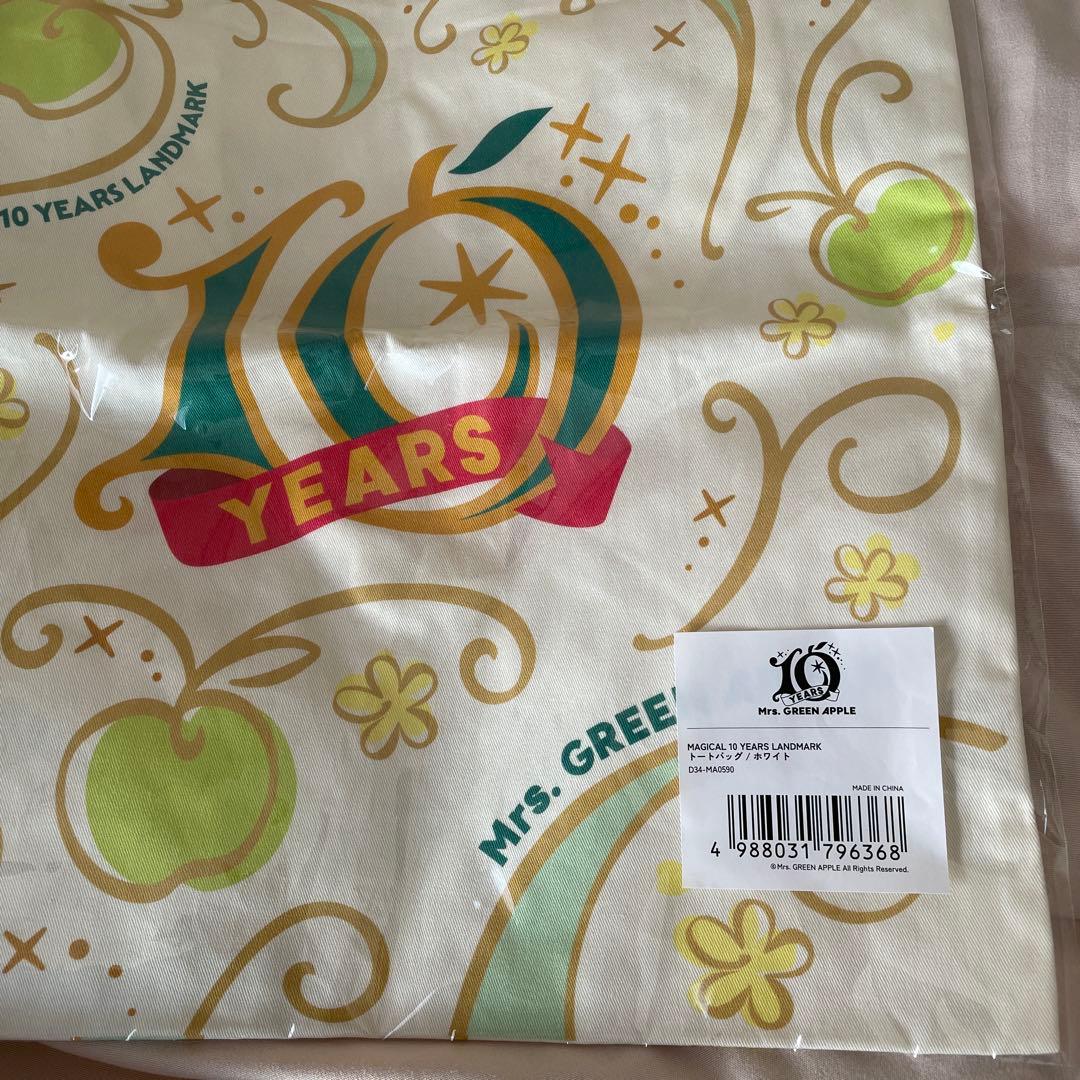 10 YEARS LANDMARK
10
YEARS
Mrs. GREE
10
YEARS
Mrs. GREEN APPLE
MAGICAL 10 YEARS LANDMARK
トートバッグ / ホワイト
D34-MA0590
MADE IN CHINA
4 988031 796368
®Mrs. GREEN APPLE All Rights Reserved.